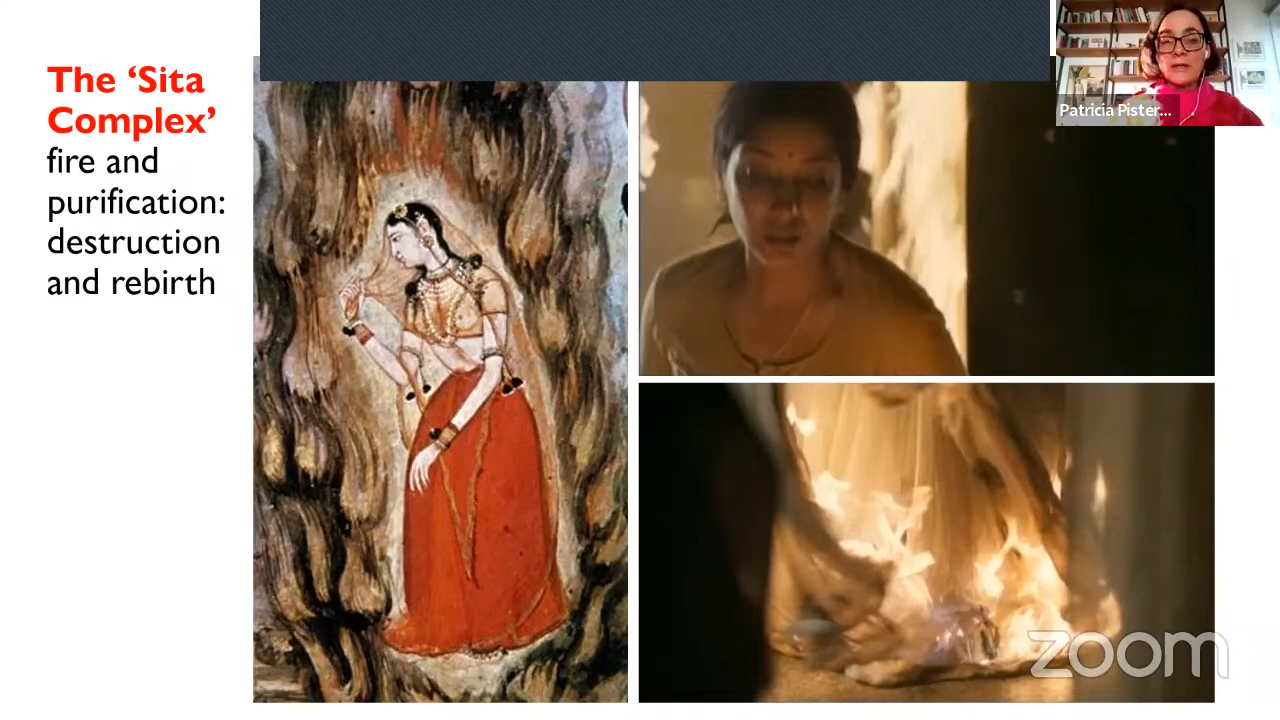 The ‘Sita
Complex’
fire and
purification:
destruction
and rebirth
Patricia Pister...
zoom